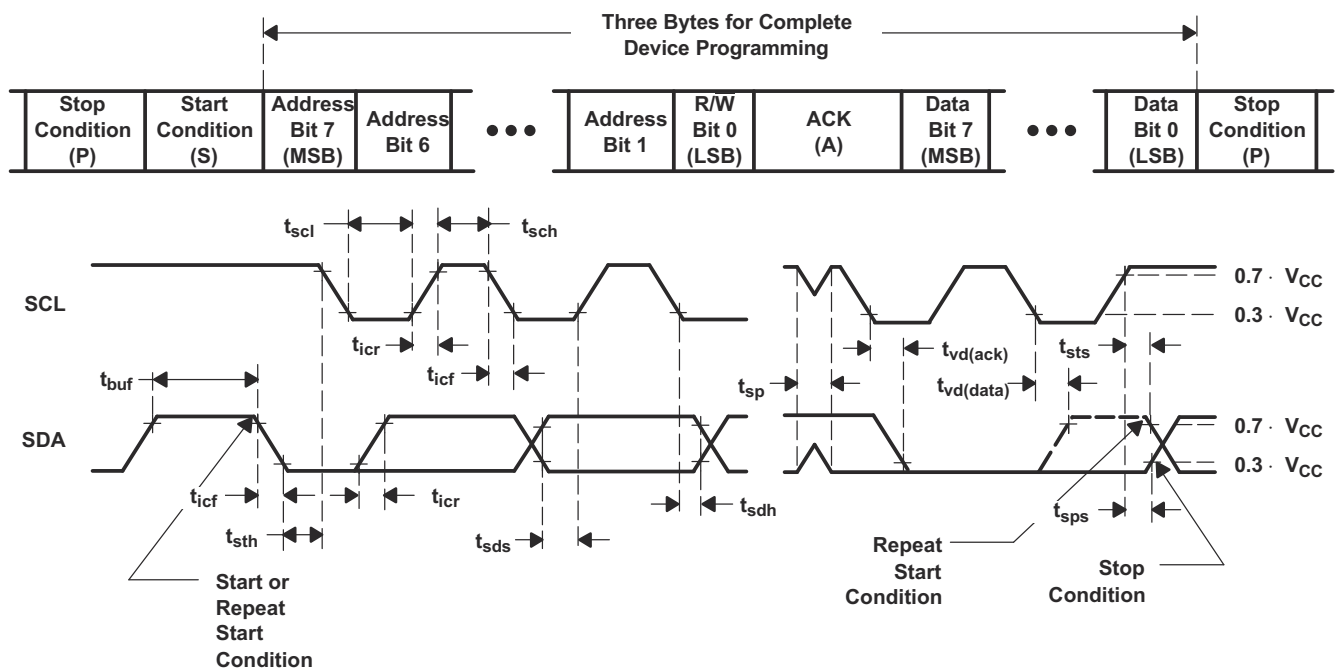 Three Bytes for Complete
Device Programming
Stop
Condition
(P)
Start
Condition
(S)
Address
Bit 7
(MSB)
Address
Bit 6
•••
Address
Bit 1
R/W̅
Bit 0
(LSB)
ACK
(A)
Data
Bit 7
(MSB)
•••
Data
Bit 0
(LSB)
Stop
Condition
(P)
tscl
tsch
SCL
0.7 · VCC
0.3 · VCC
ticr
ticf
tbuf
tsp
tvd(ack)
tvd(data)
tsts
SDA
0.7 · VCC
0.3 · VCC
ticf
ticr
tsth
tsds
tsdh
tsps
Start or
Repeat
Start
Condition
Repeat
Start
Condition
Stop
Condition